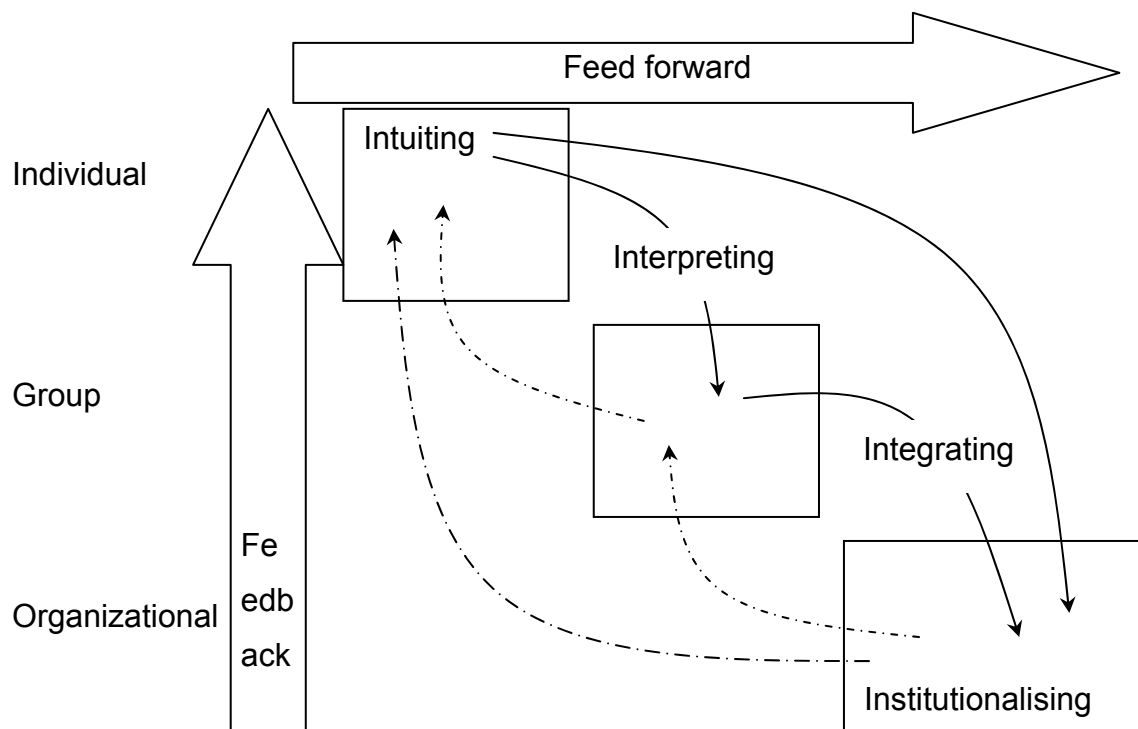 Feed forward
Intuiting
Individual
Interpreting
Group
Integrating
Fe
edb
ack
Organizational
Institutionalising